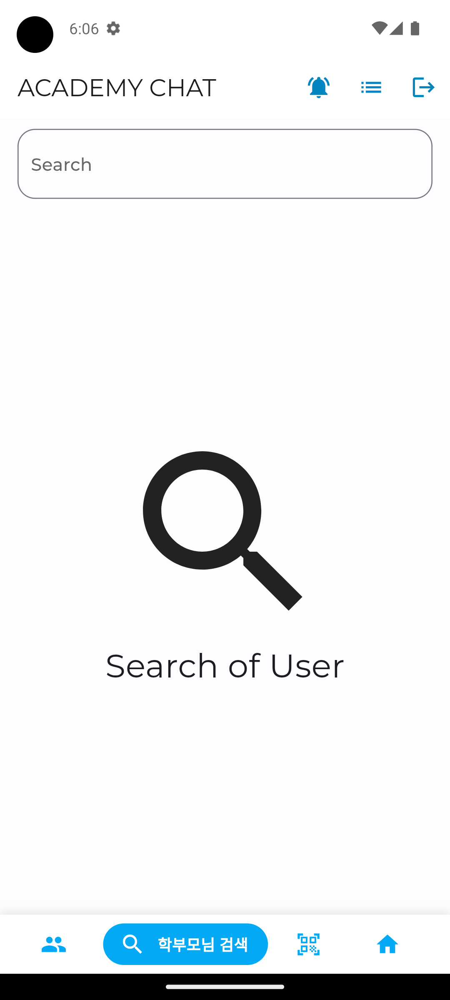 6:06
ACADEMY CHAT
Search
Search of User
학부모님 검색